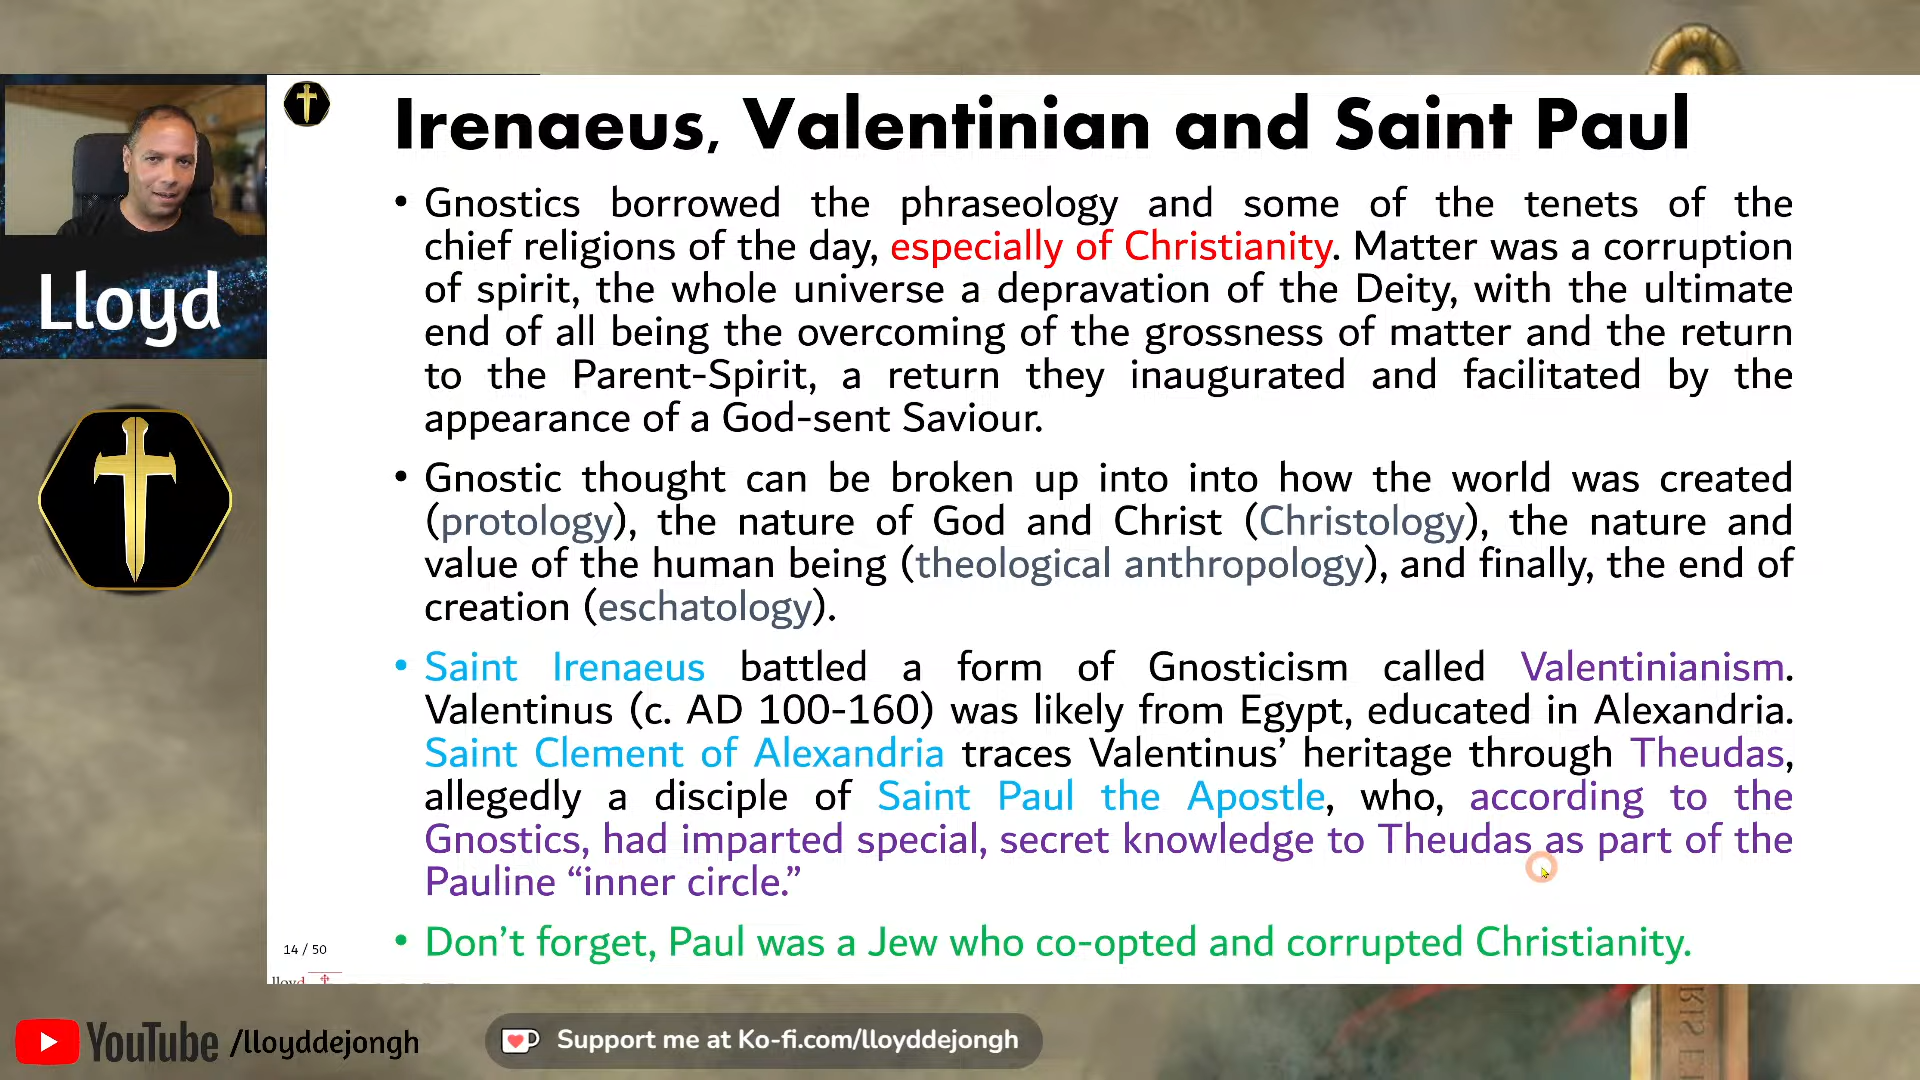 Irenaeus, Valentinian and Saint Paul
• Gnostics borrowed the phraseology and some of the tenets of the
chief religions of the day, especially of Christianity. Matter was a corruption
of spirit, the whole universe a depravation of the Deity, with the ultimate
end of all being the overcoming of the grossness of matter and the return
to the Parent-Spirit, a return they inaugurated and facilitated by the
appearance of a God-sent Saviour.
• Gnostic thought can be broken up into into how the world was created
(protology), the nature of God and Christ (Christology), the nature and
value of the human being (theological anthropology), and finally, the end of
creation (eschatology).
• Saint Irenaeus battled a form of Gnosticism called Valentinianism.
Valentinus (c. AD 100-160) was likely from Egypt, educated in Alexandria.
Saint Clement of Alexandria traces Valentinus’ heritage through Theudas,
allegedly a disciple of Saint Paul the Apostle, who, according to the
Gnostics, had imparted special, secret knowledge to Theudas as part of the
Pauline “inner circle.”
• Don’t forget, Paul was a Jew who co-opted and corrupted Christianity.
14 / 50
Lloyd
YouTube /lloyddejongh
Support me at Ko-fi.com/lloyddejongh